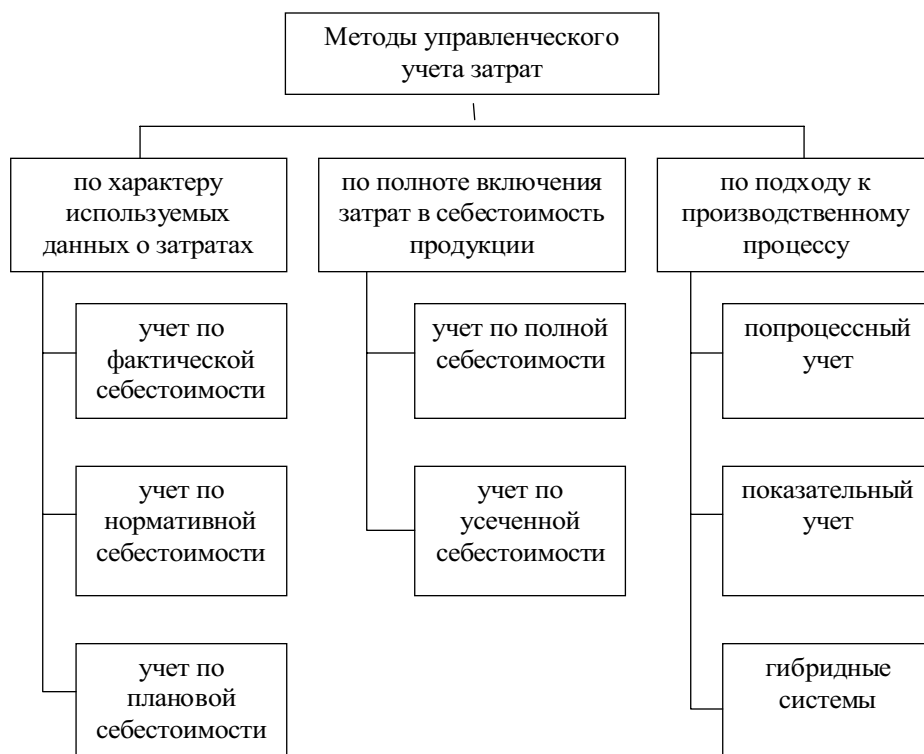 Методы управленческого
учета затрат
по характеру
используемых
данных о затратах
по полноте включения
затрат в себестоимость
продукции
по подходу к
производственному
процессу
учет по
фактической
себестоимости
учет по полной
себестоимости
попроцессный
учет
учет по
нормативной
себестоимости
учет по
усеченной
себестоимости
показательный
учет
учет по
плановой
себестоимости
гибридные
системы